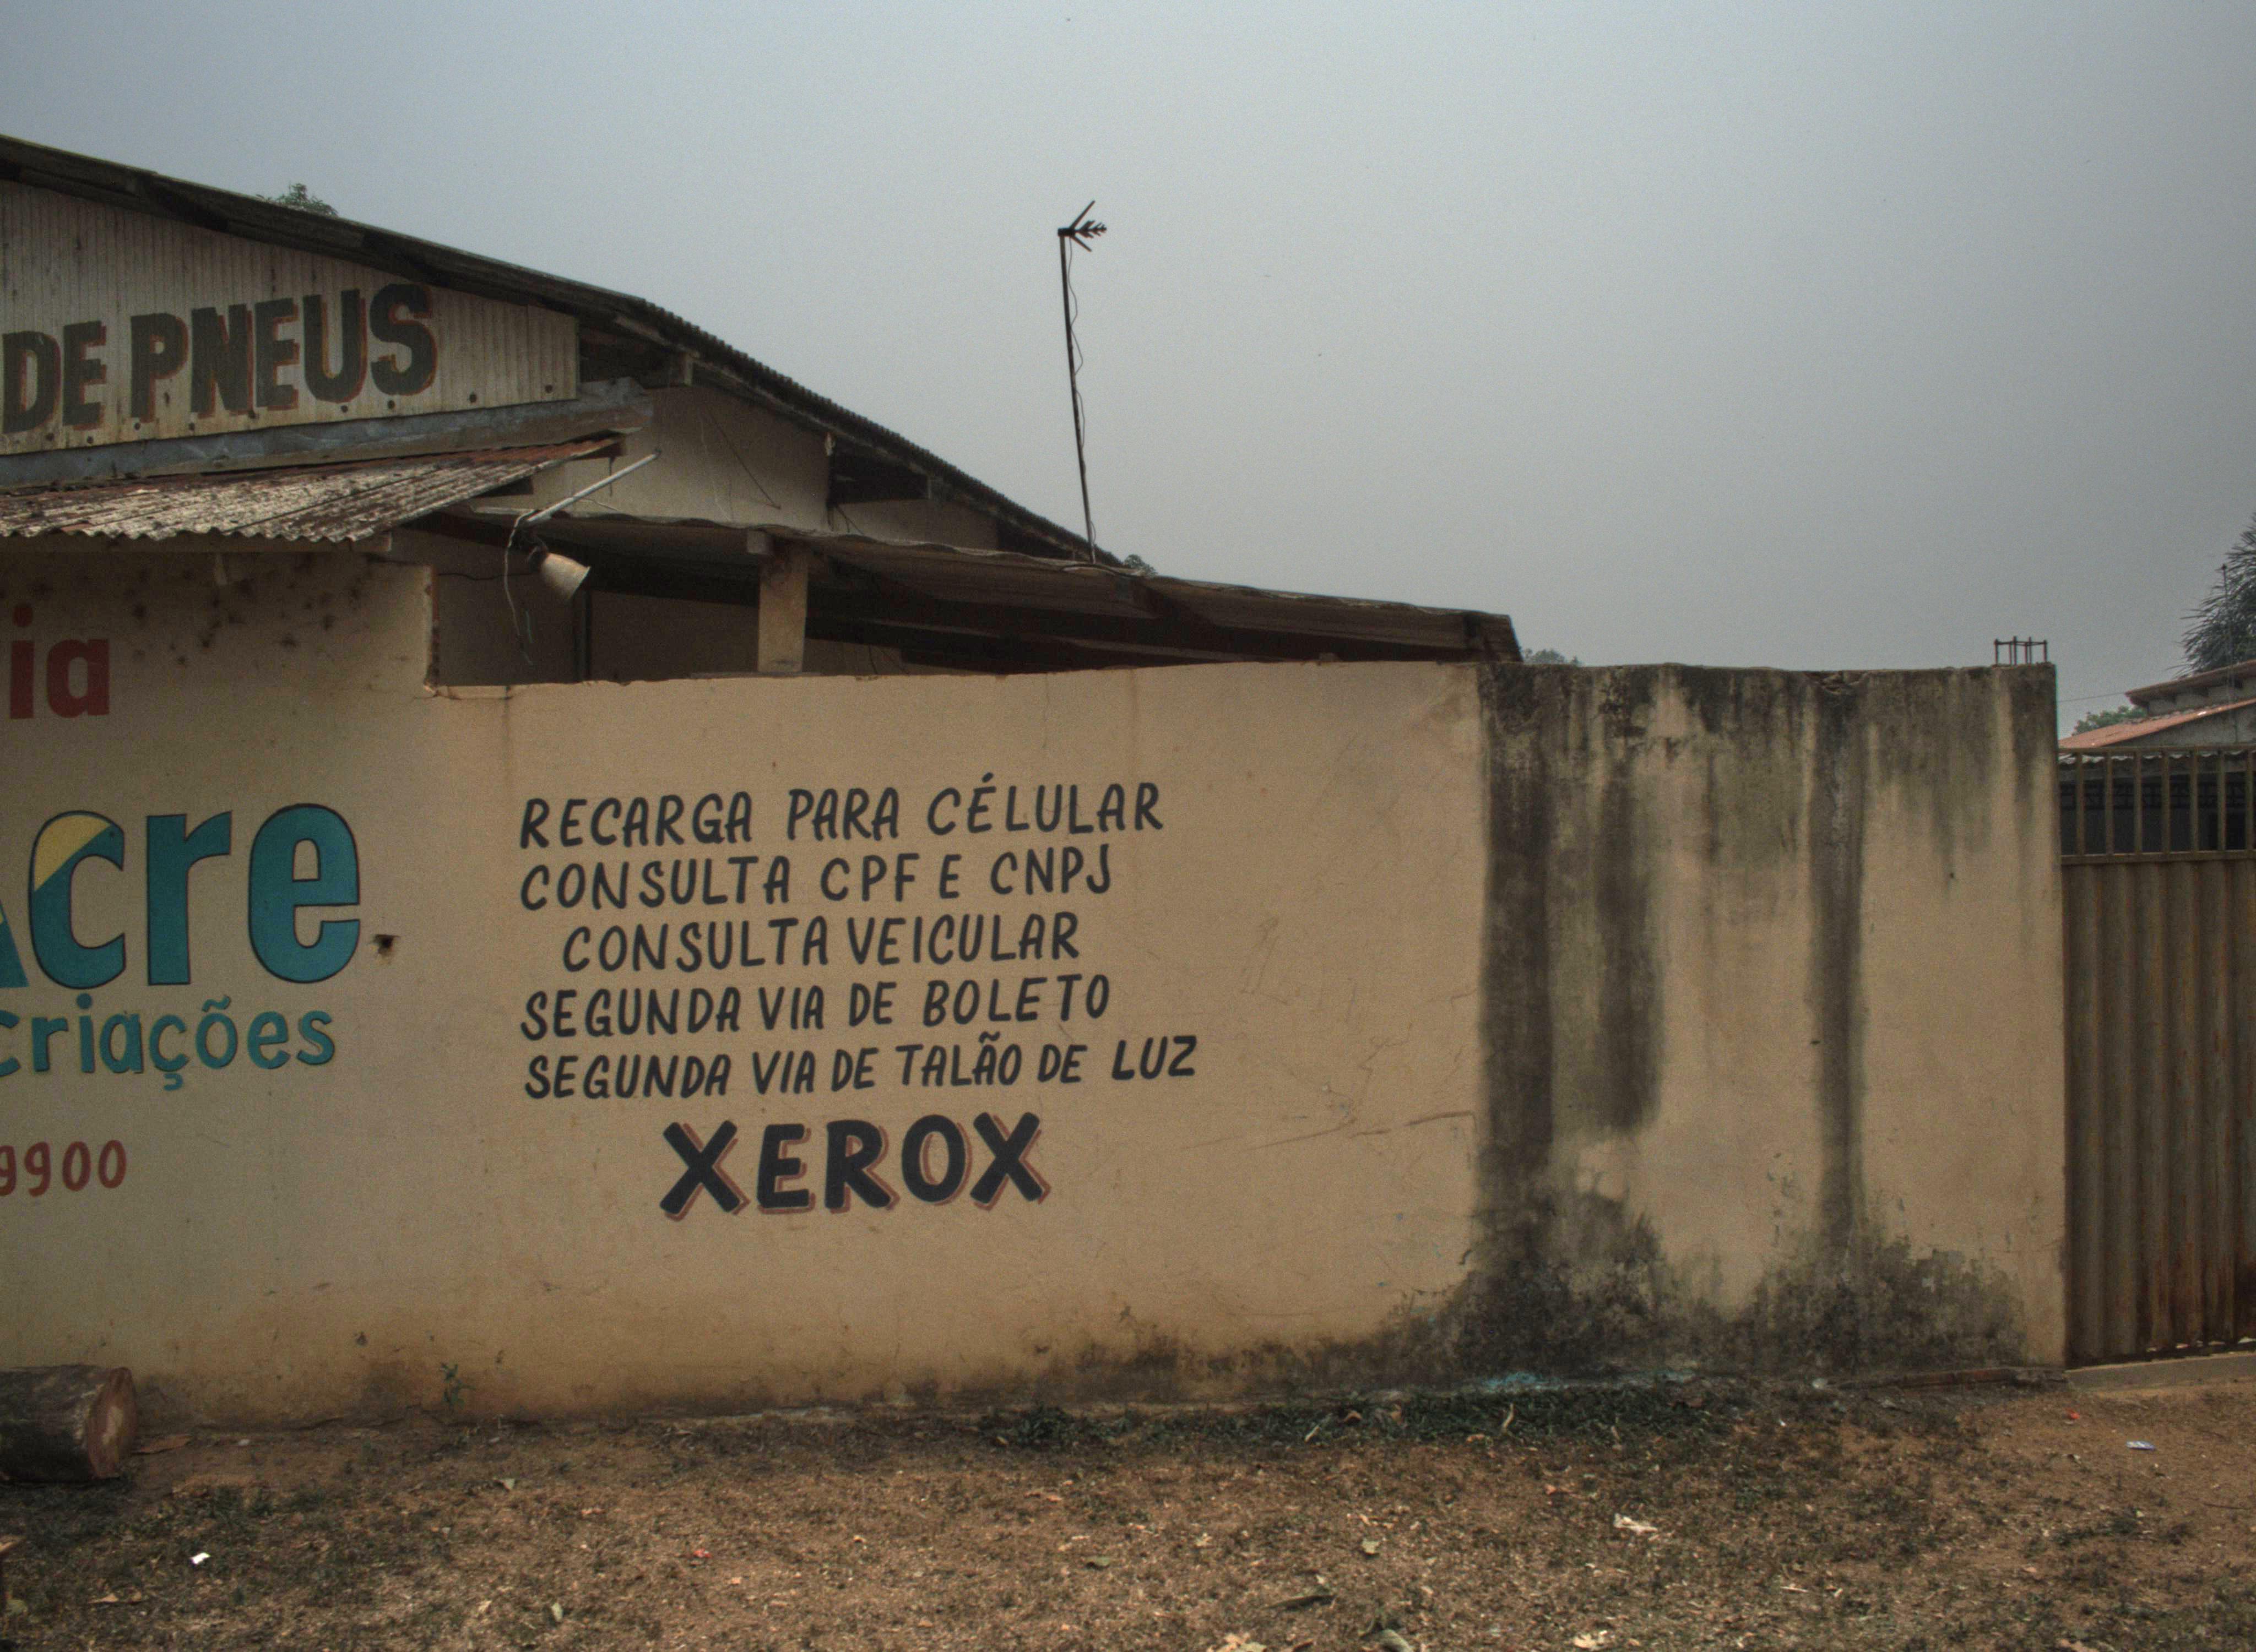 DE PNEUS
ia
Acre
criações
9900
RECARGA PARA CÉLULAR
CONSULTA CPF E CNPJ
CONSULTA VEICULAR
SEGUNDA VIA DE BOLETO
SEGUNDA VIA DE TALÃO DE LUZ
XEROX